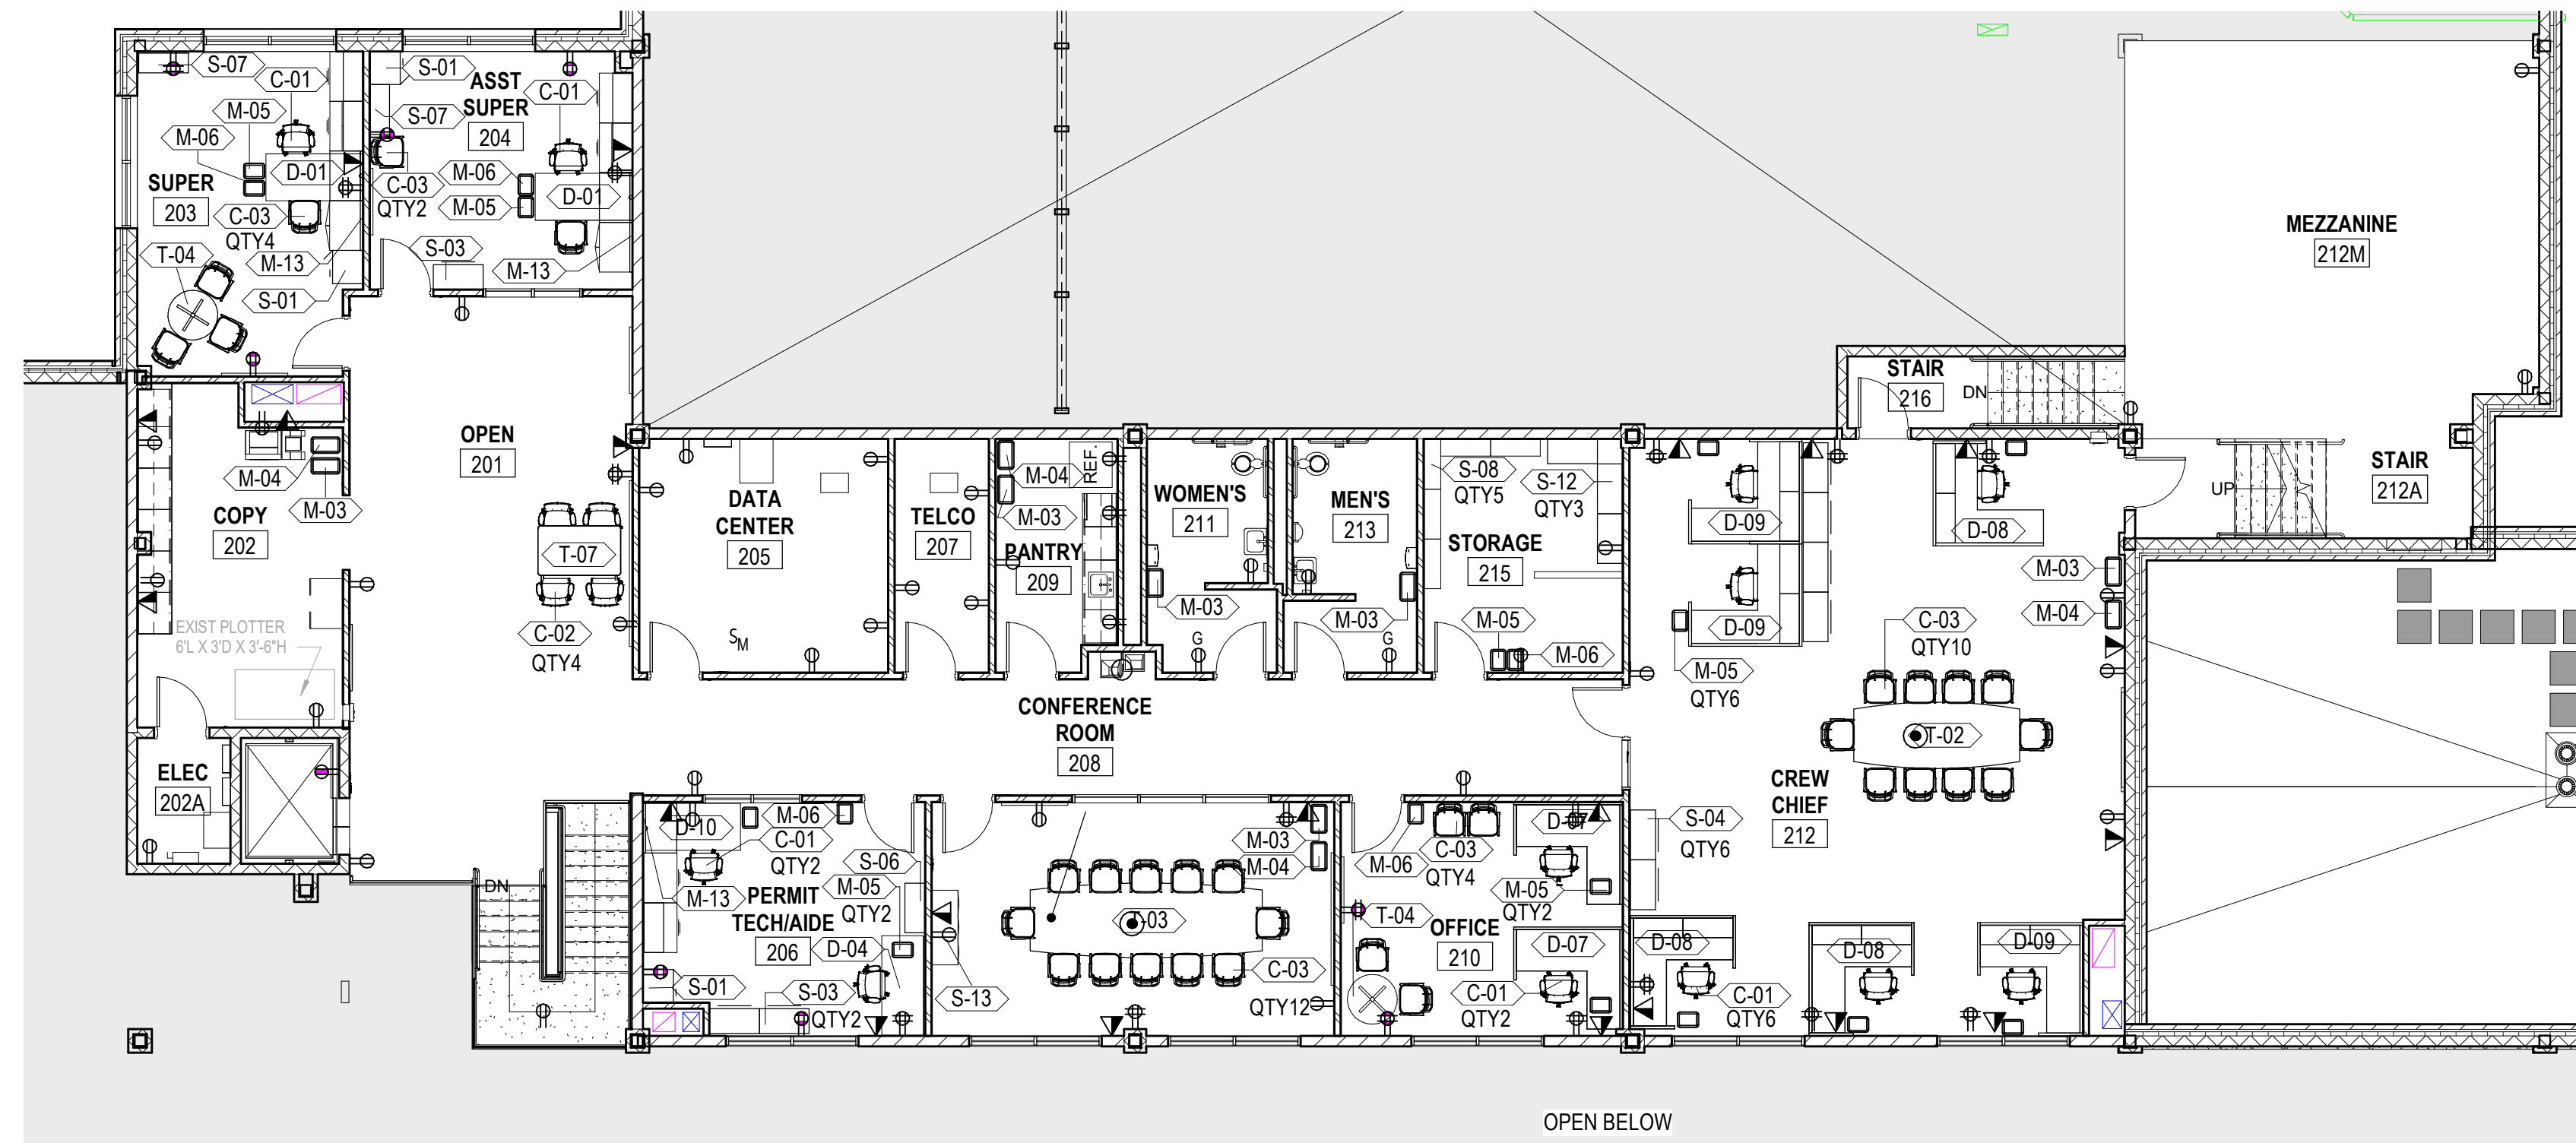 S-07
C-01
M-05
M-06
D-01
SUPER
203
C-03
QTY4
T-04
M-13
S-01
S-01
ASST
SUPER
204
C-01
S-07
C-03
QTY2
M-06
M-05
D-01
S-03
M-13
OPEN
201
T-07
C-02
QTY4
M-04
M-03
COPY
202
EXIST PLOTTER
6'L X 3'D X 3'-6"H
ELEC
202A
DN
DATA
CENTER
205
SM
TELCO
207
REF.
M-04
M-03
PANTRY
209
WOMEN'S
211
M-03
G
MEN'S
213
M-03
G
S-08
QTY5
S-12
QTY3
STORAGE
215
M-05
M-06
CONFERENCE
ROOM
208
D-10
M-06
C-01
QTY2
S-06
M-05
QTY2
M-13
PERMIT
TECH/AIDE
206
D-04
S-01
S-03
QTY2
M-03
M-04
T-03
C-03
QTY12
S-13
M-06
C-03
QTY4
D-07
M-05
QTY2
T-04
OFFICE
210
D-07
C-01
QTY2
D-09
D-09
M-05
QTY6
D-08
M-03
M-04
C-03
QTY10
T-02
CREW
CHIEF
212
S-04
QTY6
D-08
C-01
QTY6
D-08
D-09
STAIR
216
DN
MEZZANINE
212M
UP
STAIR
212A
OPEN BELOW